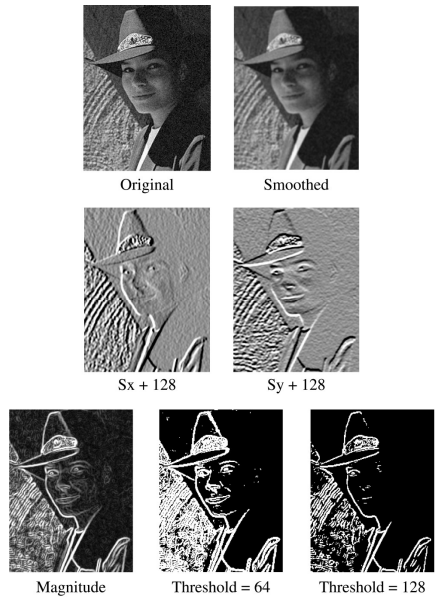 Original
Smoothed
Sx + 128
Sy + 128
Magnitude
Threshold = 64
Threshold = 128